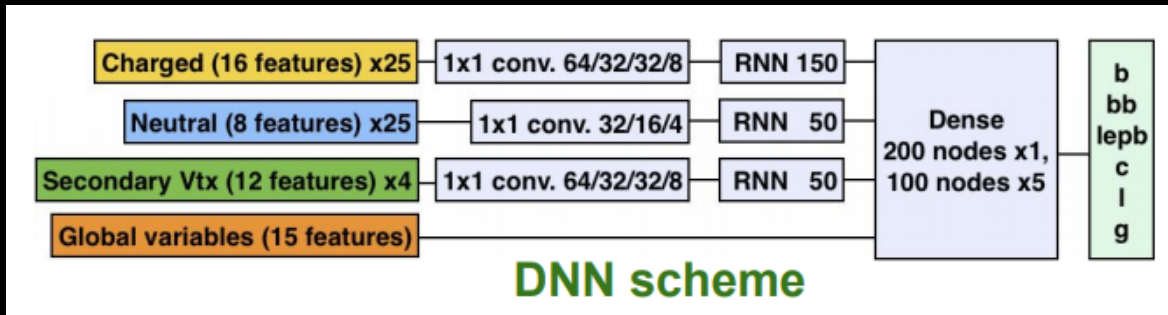 Charged (16 features) x25
1x1 conv. 64/32/32/8
RNN 150
Neutral (8 features) x25
1x1 conv. 32/16/4
RNN 50
Secondary Vtx (12 features) x4
1x1 conv. 64/32/32/8
RNN 50
Global variables (15 features)
Dense
200 nodes x1,
100 nodes x5
b
bb
lepb
c
l
g
DNN scheme